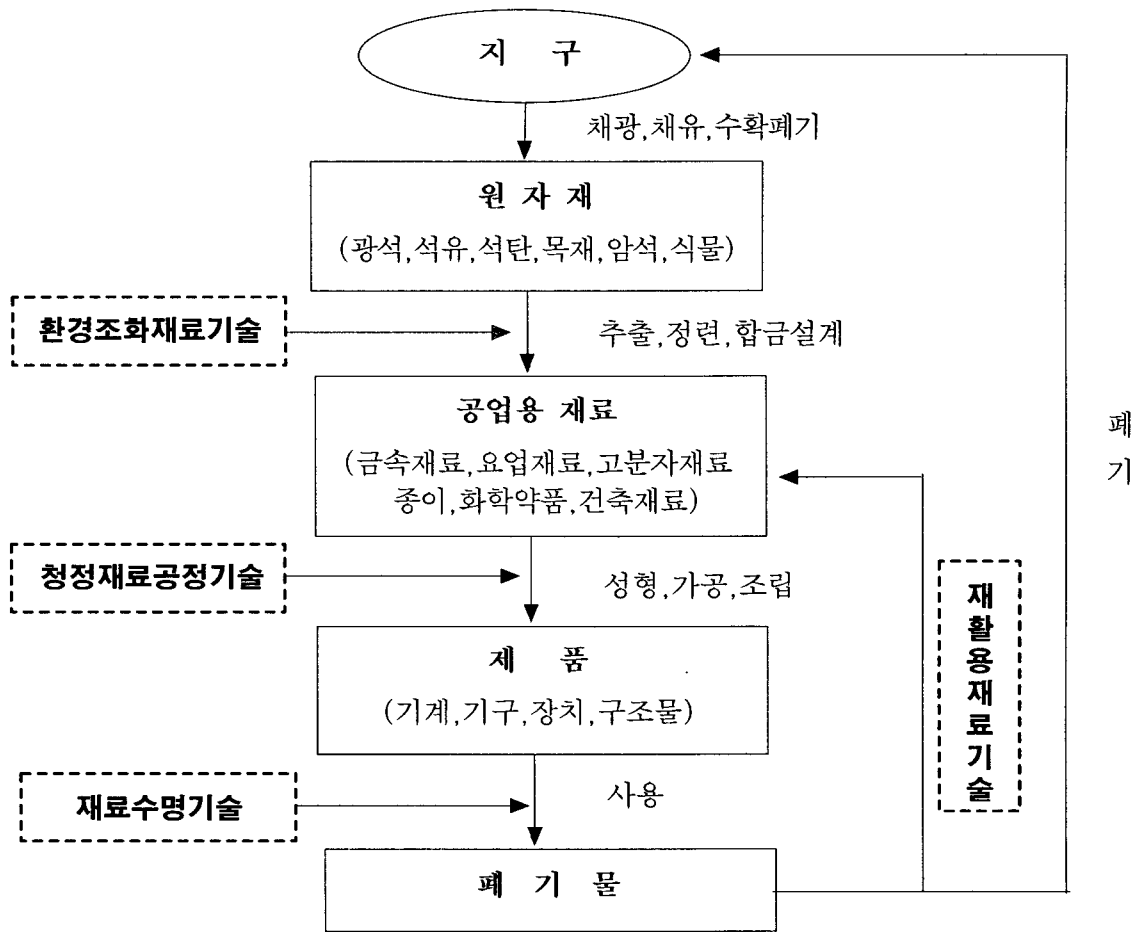 지 구
채광,채유,수확폐기
원 자 재
(광석,석유,석탄,목재,암석,식물)
환경조화재료기술
추출,정련,합금설계
공업용 재료
(금속재료,요업재료,고분자재료
종이,화학약품,건축재료)
폐
기
청정재료공정기술
성형,가공,조립
재
활
용
재
료
기
술
제 품
(기계,기구,장치,구조물)
재료수명기술
사용
폐 기 물